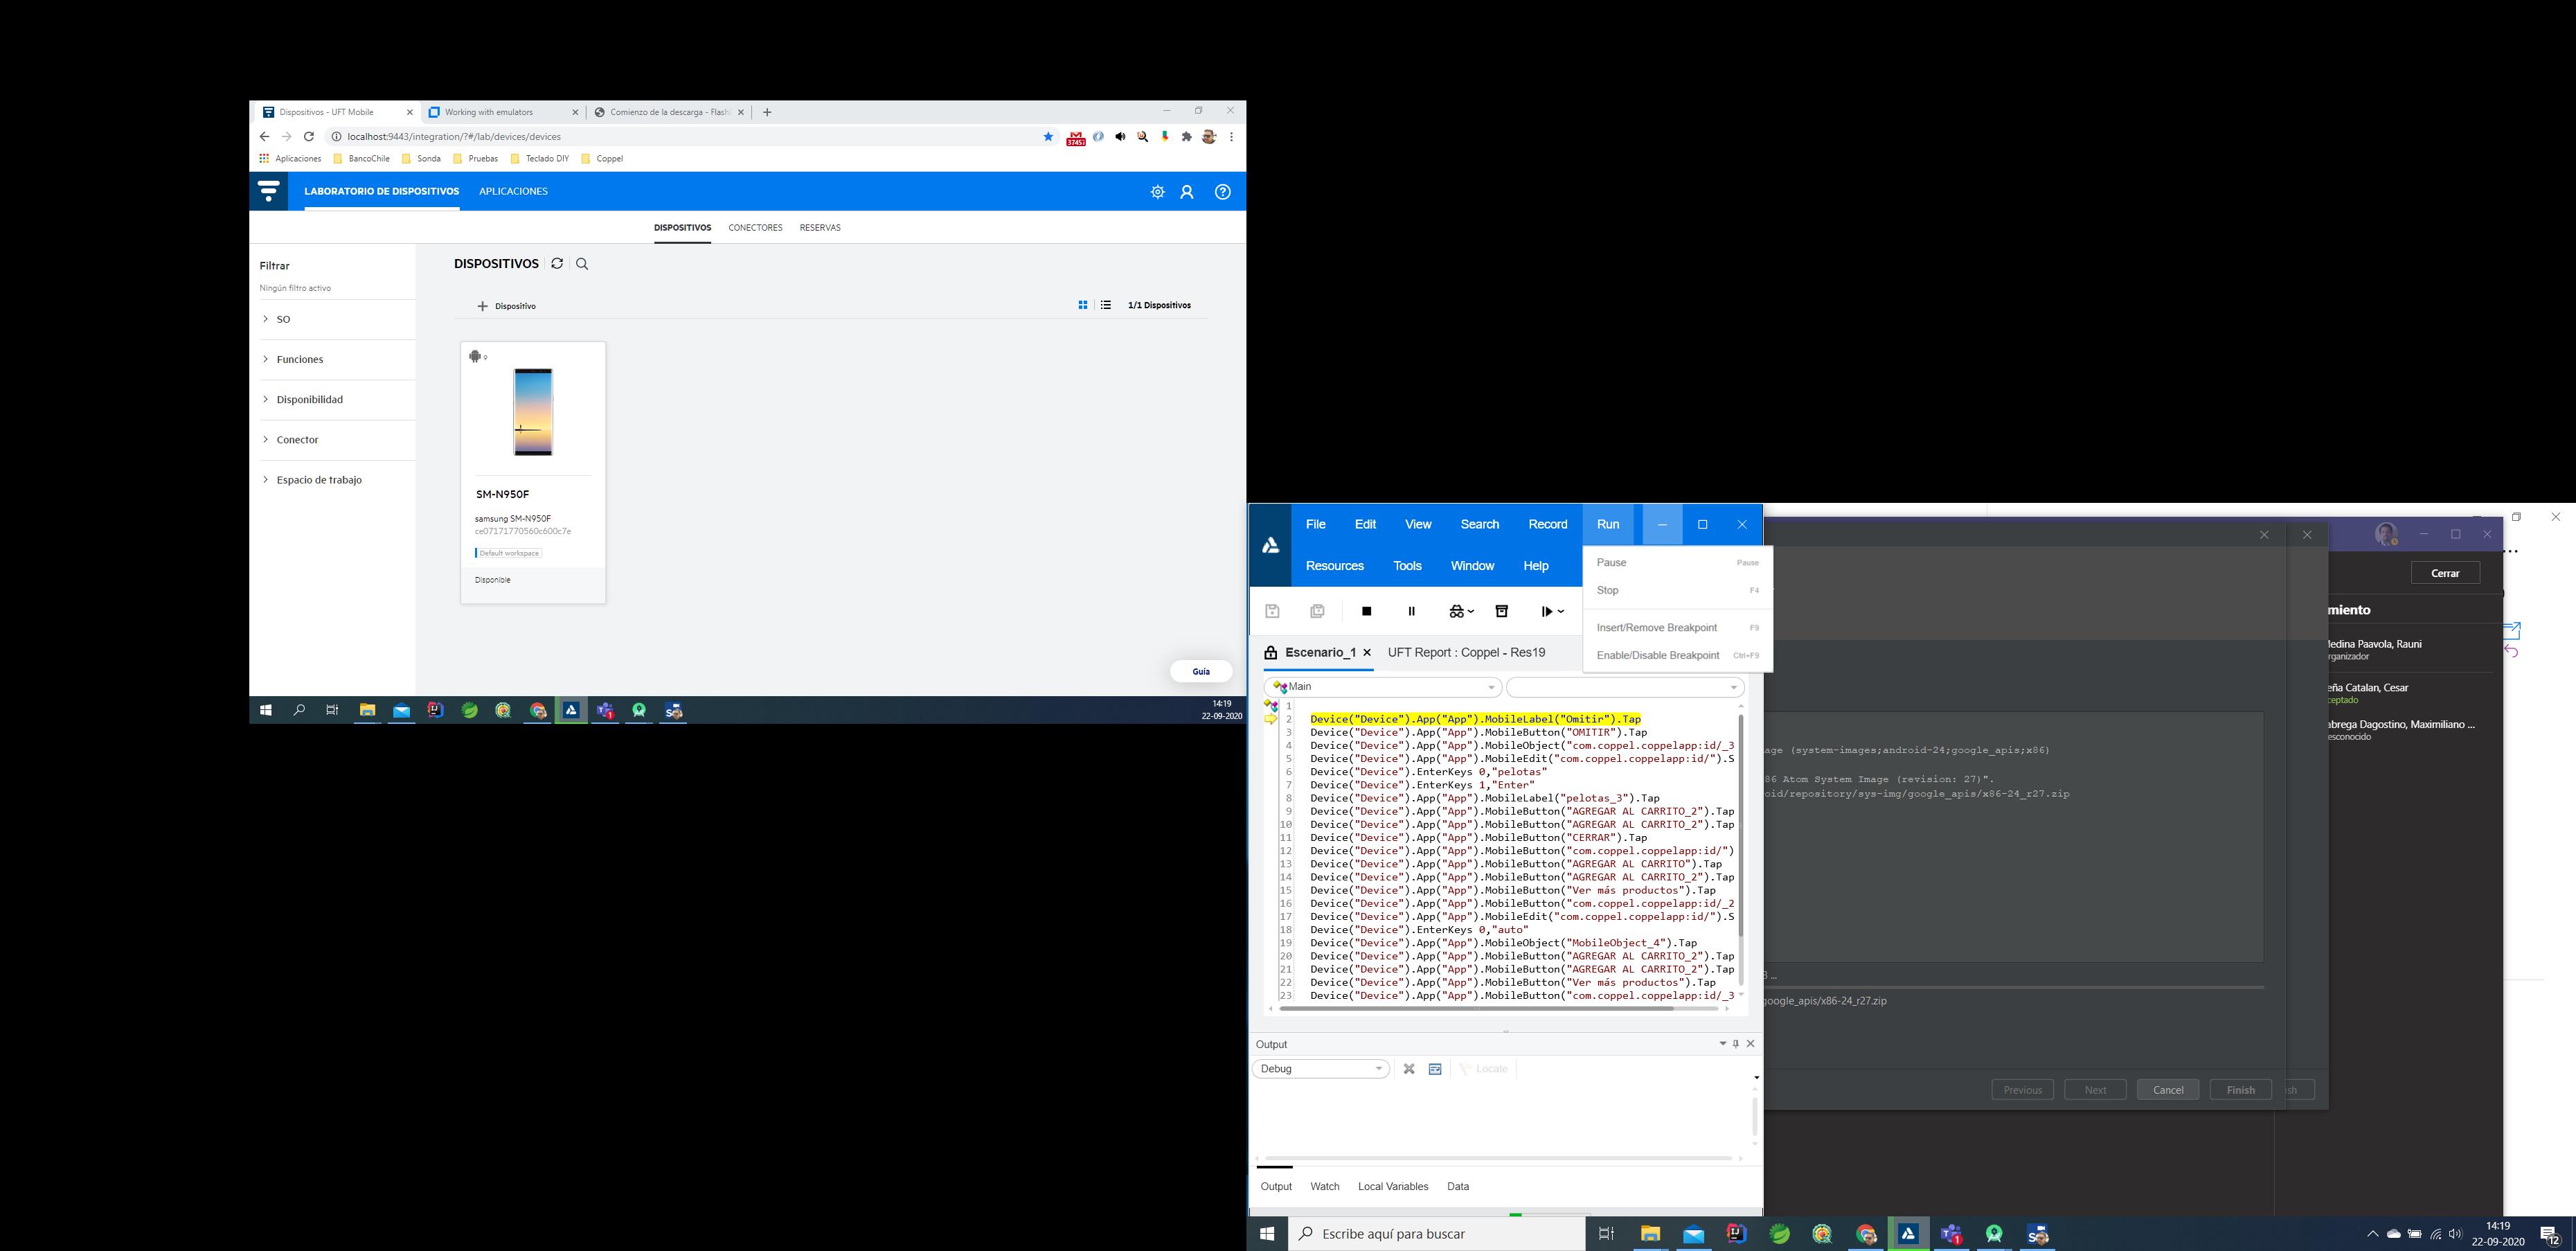 Dispositivos - UFT Mobile
Working with emulators
Comienzo de la descarga - Flash
localhost:9443/integration/?#/lab/devices/devices
37457
Aplicaciones
BancoChile
Sonda
Pruebas
Teclado DIY
Coppel
LABORATORIO DE DISPOSITIVOS
APLICACIONES
DISPOSITIVOS
CONECTORES
RESERVAS
Filtrar
Ningún filtro activo
SO
Funciones
Disponibilidad
Conector
Espacio de trabajo
DISPOSITIVOS
Dispositivo
1/1 Dispositivos
9
SM-N950F
samsung SM-N950F
ce07171770560c600c7e
Default workspace
Disponible
Guía
14:19
22-09-2020
File Edit View Search Record Run
Resources Tools Window Help
Pause Pause
Stop F4
Insert/Remove Breakpoint F9
Enable/Disable Breakpoint Ctrl+F9
Escenario_1
UFT Report : Coppel - Res19
Main
1
2 Device("Device").App("App").MobileLabel("Omitir").Tap
3 Device("Device").App("App").MobileButton("OMITIR").Tap
4 Device("Device").App("App").MobileObject("com.coppel.coppelapp:id/_3
5 Device("Device").App("App").MobileEdit("com.coppel.coppelapp:id/").S
6 Device("Device").EnterKeys 0,"pelotas"
7 Device("Device").EnterKeys 1,"Enter"
8 Device("Device").App("App").MobileLabel("pelotas_3").Tap
9 Device("Device").App("App").MobileButton("AGREGAR AL CARRITO_2").Tap
10 Device("Device").App("App").MobileButton("AGREGAR AL CARRITO_2").Tap
11 Device("Device").App("App").MobileButton("CERRAR").Tap
12 Device("Device").App("App").MobileButton("com.coppel.coppelapp:id/")
13 Device("Device").App("App").MobileButton("AGREGAR AL CARRITO").Tap
14 Device("Device").App("App").MobileButton("AGREGAR AL CARRITO_2").Tap
15 Device("Device").App("App").MobileButton("Ver más productos").Tap
16 Device("Device").App("App").MobileButton("com.coppel.coppelapp:id/_2
17 Device("Device").App("App").MobileEdit("com.coppel.coppelapp:id/").S
18 Device("Device").EnterKeys 0,"auto"
19 Device("Device").App("App").MobileObject("MobileObject_4").Tap
20 Device("Device").App("App").MobileButton("AGREGAR AL CARRITO_2").Tap
21 Device("Device").App("App").MobileButton("AGREGAR AL CARRITO_2").Tap
22 Device("Device").App("App").MobileButton("Ver más productos").Tap
23 Device("Device").App("App").MobileButton("com.coppel.coppelapp:id/_3
Output
Debug
Locate
Output Watch Local Variables Data
age (system-images;android-24;google_apis;x86)
86 Atom System Image (revision: 27)".
oid/repository/sys-img/google_apis/x86-24_r27.zip
3 ...
google_apis/x86-24_r27.zip
Previous Next Cancel Finish sh
Cerrar
miento
Medina Paavola, Rauni
rganizador
eña Catalan, Cesar
ceptado
abrega Dagostino, Maximiliano ...
esconocido
Escribe aquí para buscar
14:19
22-09-2020
12